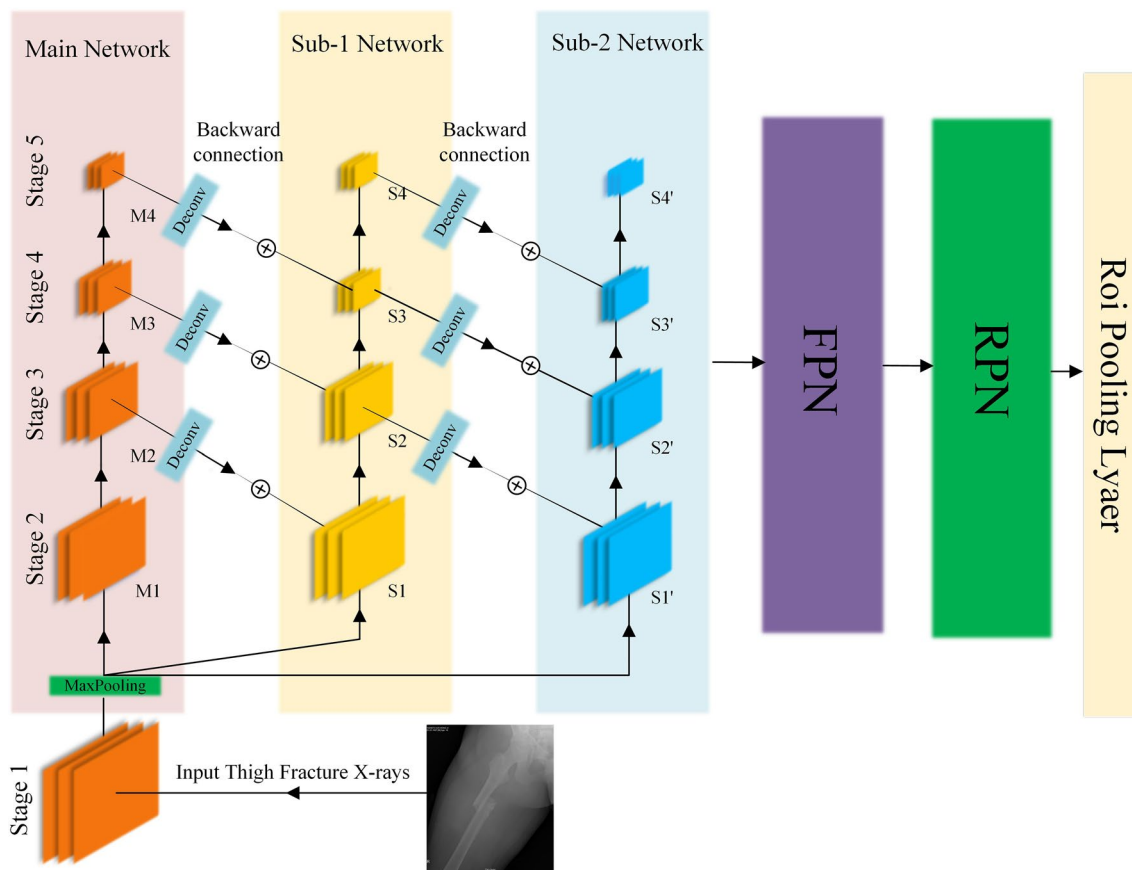 Main Network
Sub-1 Network
Sub-2 Network
Backward
connection
Backward
connection
Stage 5
M4
Deconv
S4
Deconv
S4'
Stage 4
M3
Deconv
S3
Deconv
S3'
Stage 3
M2
Deconv
S2
Deconv
S2'
Stage 2
M1
S1
S1'
MaxPooling
Stage 1
Input Thigh Fracture X-rays
FPN
RPN
Roi Pooling Lyaer